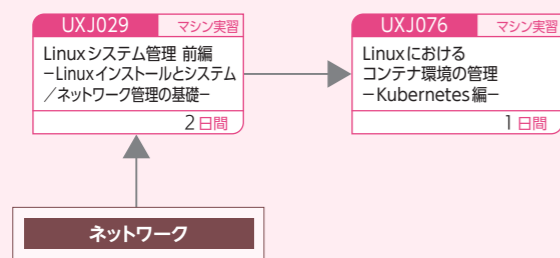 UXJ029 マシン実習
Linuxシステム管理 前編
−Linuxインストールとシステム
／ネットワーク管理の基礎−
2日間
UXJ076 マシン実習
Linuxにおける
コンテナ環境の管理
−Kubernetes編−
1日間
ネットワーク